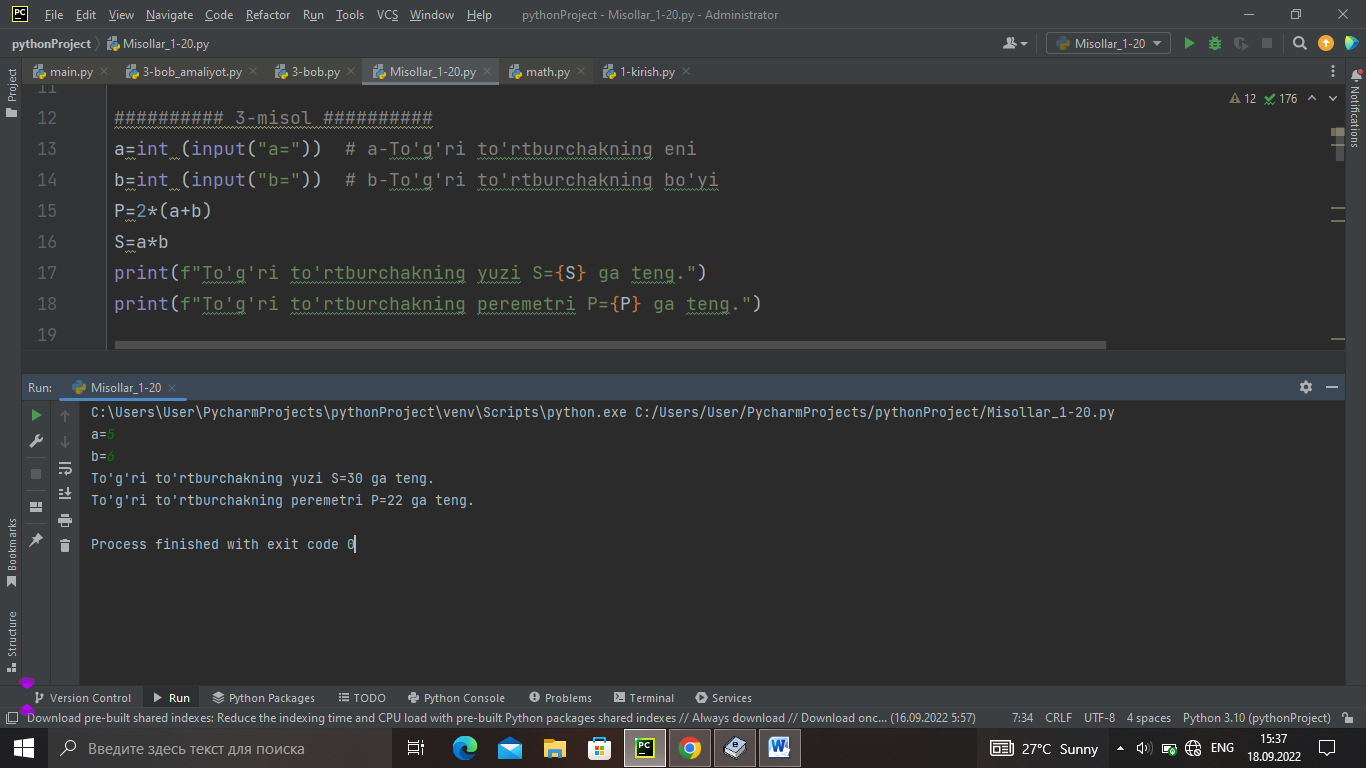 File Edit View Navigate Code Refactor Run Tools VCS Window Help pythonProject - Misollar_1-20.py - Administrator
pythonProject Misollar_1-20.py Misollar_1-20
Project main.py 3-bob_amaliyot.py 3-bob.py Misollar_1-20.py math.py 1-kirish.py Notifications
11
12 ########## 3-misol ########## 12 176
13 a=int (input("a=")) # a-To'g'ri to'rtburchakning eni
14 b=int (input("b=")) # b-To'g'ri to'rtburchakning bo'yi
15 P=2*(a+b)
16 S=a*b
17 print(f"To'g'ri to'rtburchakning yuzi S={S} ga teng.")
18 print(f"To'g'ri to'rtburchakning peremetri P={P} ga teng.")
19
Run: Misollar_1-20
C:\Users\User\PycharmProjects\pythonProject\venv\Scripts\python.exe C:/Users/User/PycharmProjects/pythonProject/Misollar_1-20.py
a=5
b=6
To'g'ri to'rtburchakning yuzi S=30 ga teng.
To'g'ri to'rtburchakning peremetri P=22 ga teng.
Process finished with exit code 0
Bookmarks
Structure
Version Control Run Python Packages TODO Python Console Problems Terminal Services
Download pre-built shared indexes: Reduce the indexing time and CPU load with pre-built Python packages shared indexes // Always download // Download onc... (16.09.2022 5:57) 7:34 CRLF UTF-8 4 spaces Python 3.10 (pythonProject)
Введите здесь текст для поиска PC W 27°C Sunny ENG 15:37
18.09.2022